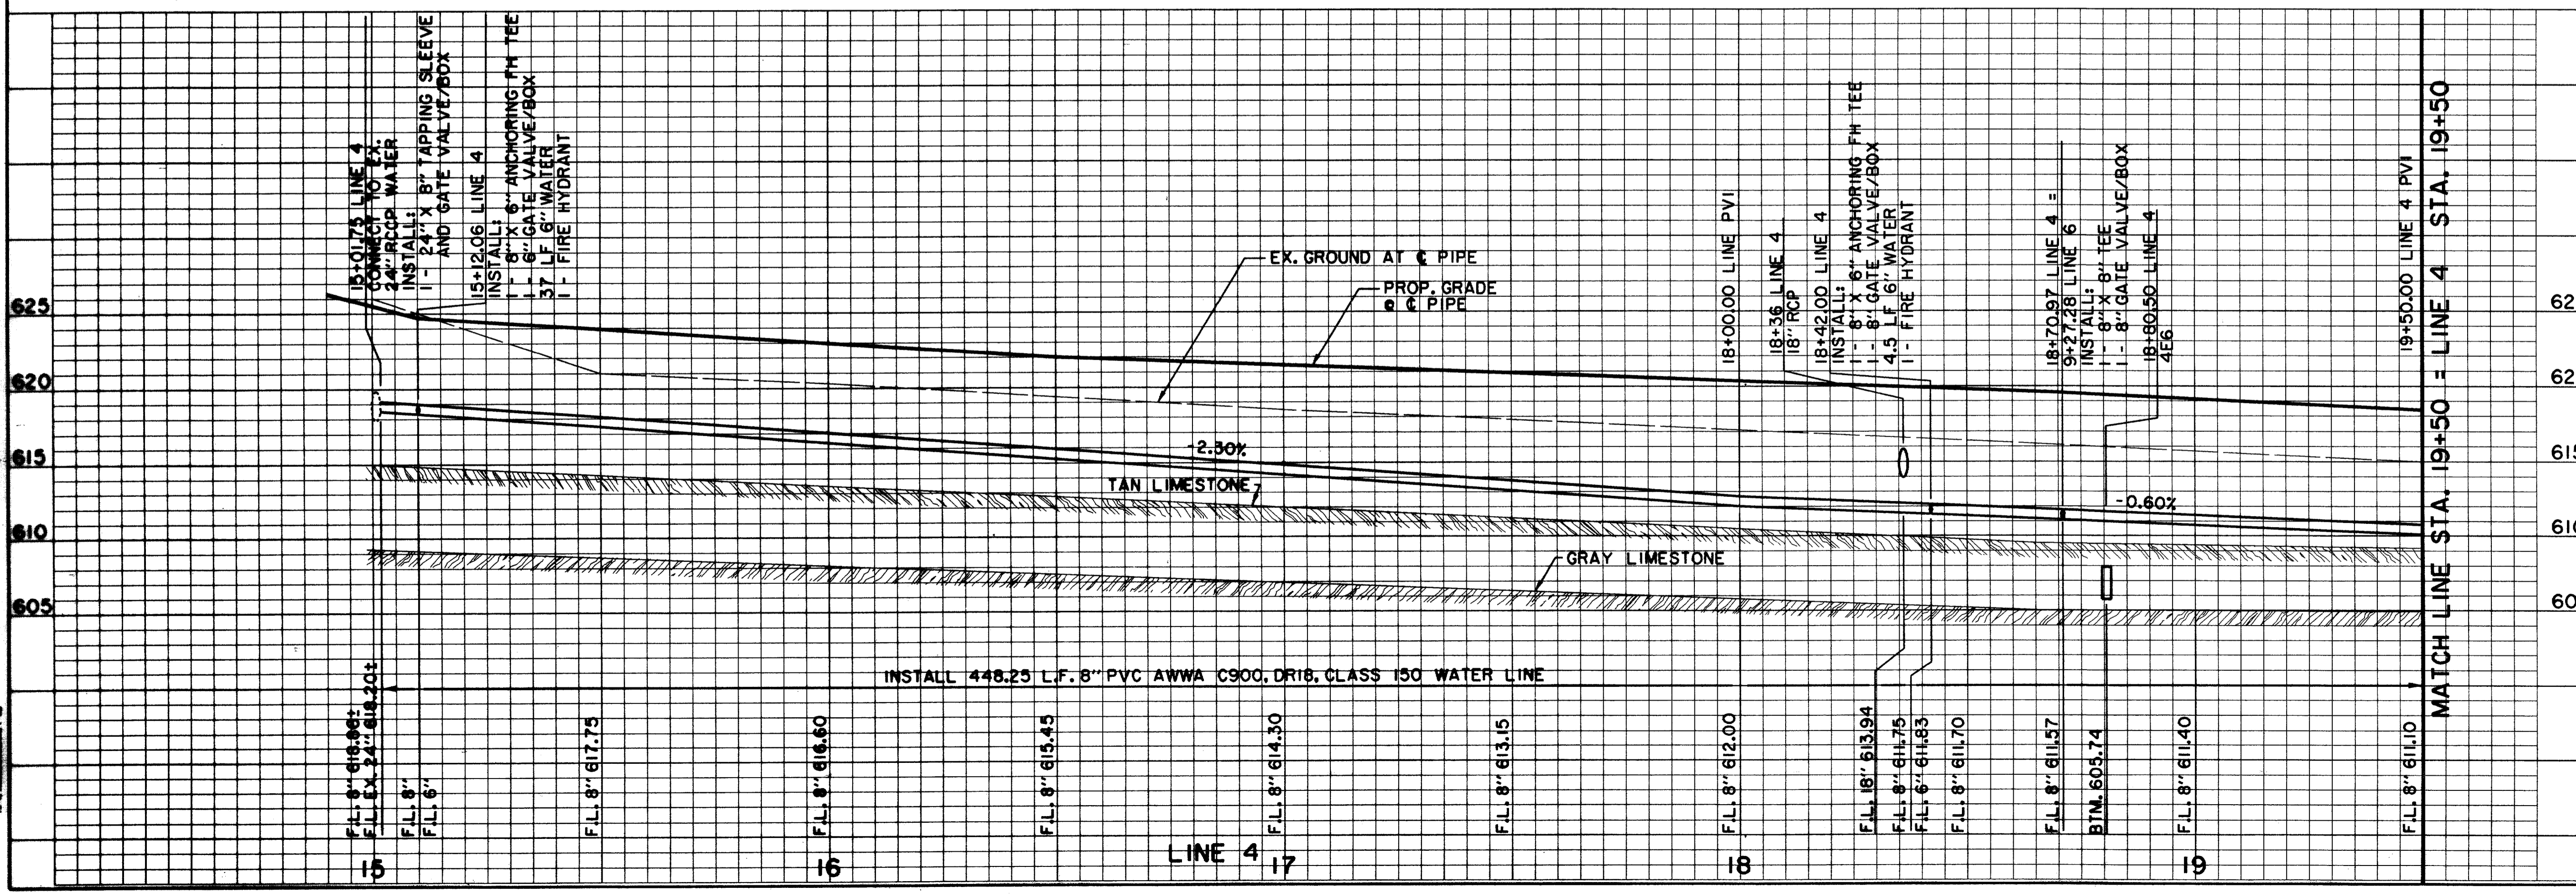 15+01.75 LINE 4
CONNECT TO EX.
24" RCCP WATER
INSTALL:
1 - 24" X 8" TAPPING SLEEVE
AND GATE VALVE/BOX
15+12.06 LINE 4
INSTALL:
1 - 8" X 6" ANCHORING FH TEE
1 - 6" GATE VALVE/BOX
37 LF 6" WATER
1 - FIRE HYDRANT
EX. GROUND AT ℄ PIPE
PROP. GRADE
@ ℄ PIPE
18+00.00 LINE PVI
18+36 LINE 4
18" RCP
18+42.00 LINE 4
INSTALL:
1 - 8" X 6" ANCHORING FH TEE
1 - 8" GATE VALVE/BOX
4.5 LF 6" WATER
1 - FIRE HYDRANT
18+70.97 LINE 4 =
9+27.28 LINE 6
INSTALL:
1 - 8" X 8" TEE
1 - 8" GATE VALVE/BOX
18+80.50 LINE 4
4E6
19+50.00 LINE 4 PVI
MATCH LINE STA. 19+50 = LINE 4 STA. 19+50
625
620
615
610
605
62
62
615
610
60
-2.30%
TAN LIMESTONE
-0.60%
GRAY LIMESTONE
INSTALL 448.25 L.F. 8" PVC AWWA C900, DR18, CLASS 150 WATER LINE
F.L. 8" 618.86±
F.L. EX. 24" 618.20±
F.L. 8"
F.L. 6"
F.L. 8" 617.75
F.L. 8" 616.60
F.L. 8" 615.45
F.L. 8" 614.30
F.L. 8" 613.15
F.L. 8" 612.00
F.L. 18" 613.94
F.L. 8" 611.75
F.L. 6" 611.83
F.L. 8" 611.70
F.L. 8" 611.57
BTM. 605.74
F.L. 8" 611.40
F.L. 8" 611.10
LINE 4
15
16
17
18
19